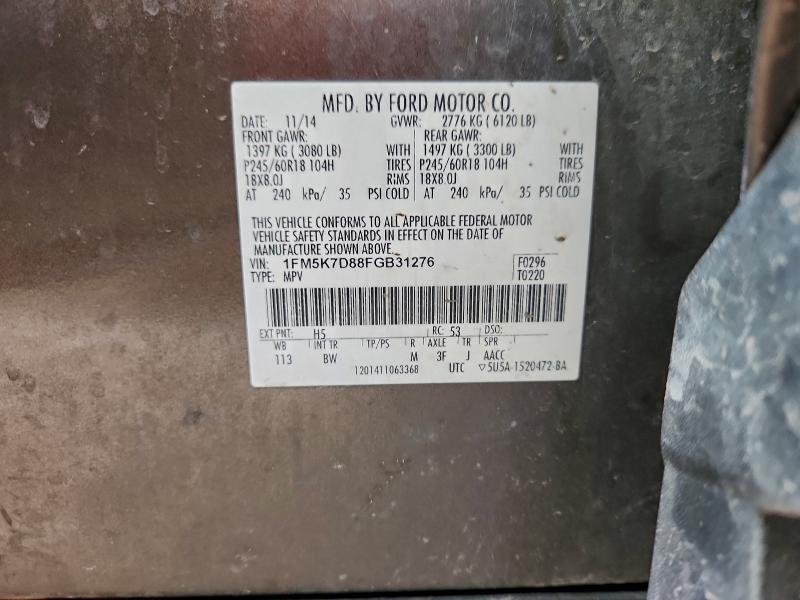 MFD. BY FORD MOTOR CO.
DATE: 11/14 GVWR: 2776 KG ( 6120 LB)
FRONT GAWR: REAR GAWR:
1397 KG ( 3080 LB) WITH 1497 KG ( 3300 LB) WITH
P245/60R18 104H TIRES P245/60R18 104H TIRES
18X8.0J RIMS 18X8.0J RIMS
AT 240 kPa/ 35 PSI COLD AT 240 kPa/ 35 PSI COLD
THIS VEHICLE CONFORMS TO ALL APPLICABLE FEDERAL MOTOR
VEHICLE SAFETY STANDARDS IN EFFECT ON THE DATE OF
MANUFACTURE SHOWN ABOVE.
VIN: 1FM5K7D88FGB31276 F0296
TYPE: MPV T0220
EXT PNT: H5 RC: 53 DSO:
WB INT TR TP/PS R AXLE TR SPR
113 BW M 3F J AACC
1201411063368 UTC ▽5U5A-1520472-BA